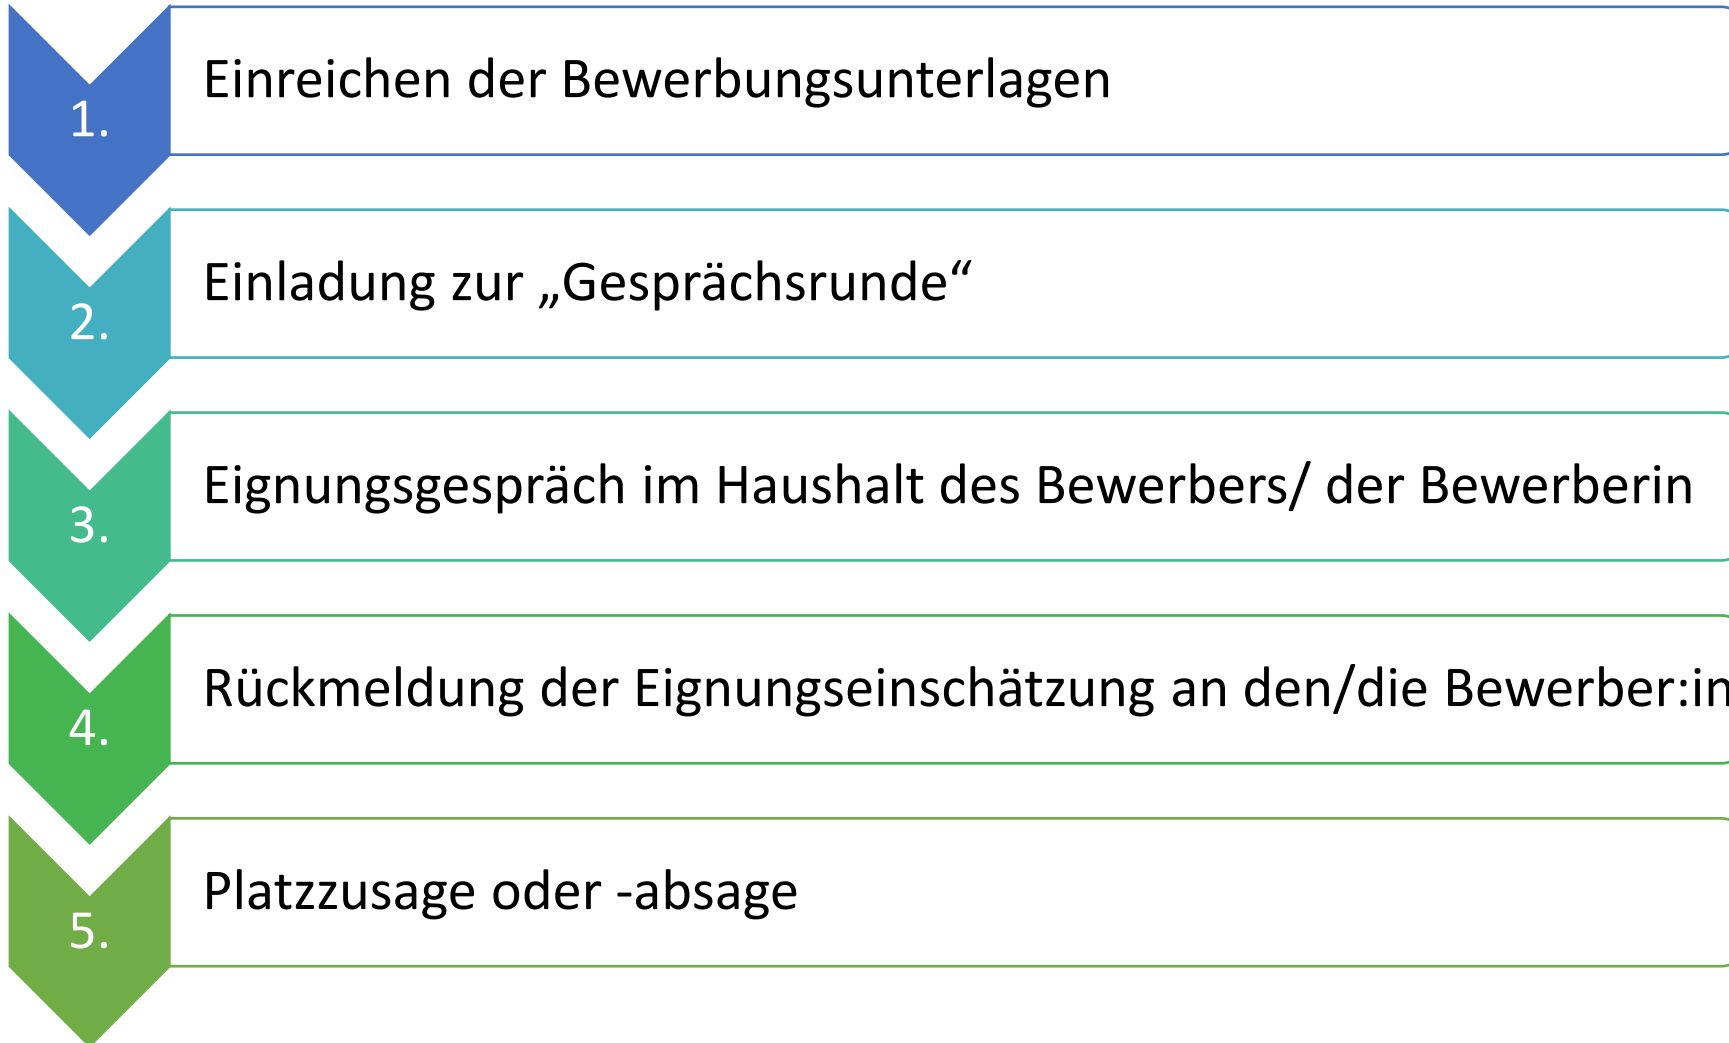 1. Einreichen der Bewerbungsunterlagen
2. Einladung zur „Gesprächsrunde“
3. Eignungsgespräch im Haushalt des Bewerbers/ der Bewerberin
4. Rückmeldung der Eignungseinschätzung an den/die Bewerber:in
5. Platzzusage oder -absage